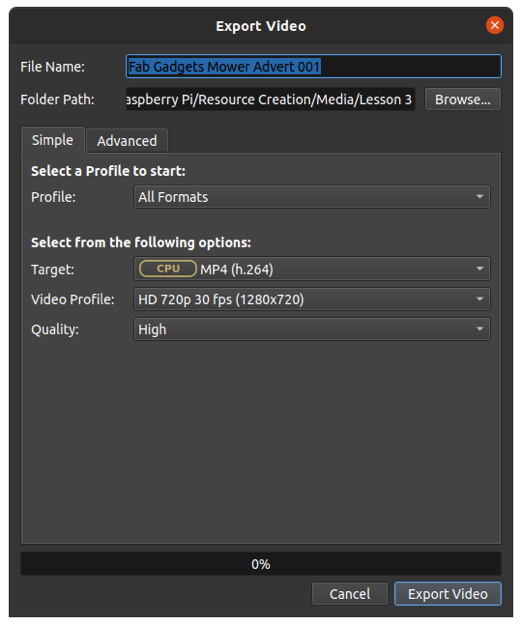 Export Video
File Name: Fab Gadgets Mower Advert 001
Folder Path: aspberry Pi/Resource Creation/Media/Lesson 3 Browse...
Simple Advanced
Select a Profile to start:
Profile: All Formats
Select from the following options:
Target: CPU MP4 (h.264)
Video Profile: HD 720p 30 fps (1280x720)
Quality: High
0%
Cancel Export Video